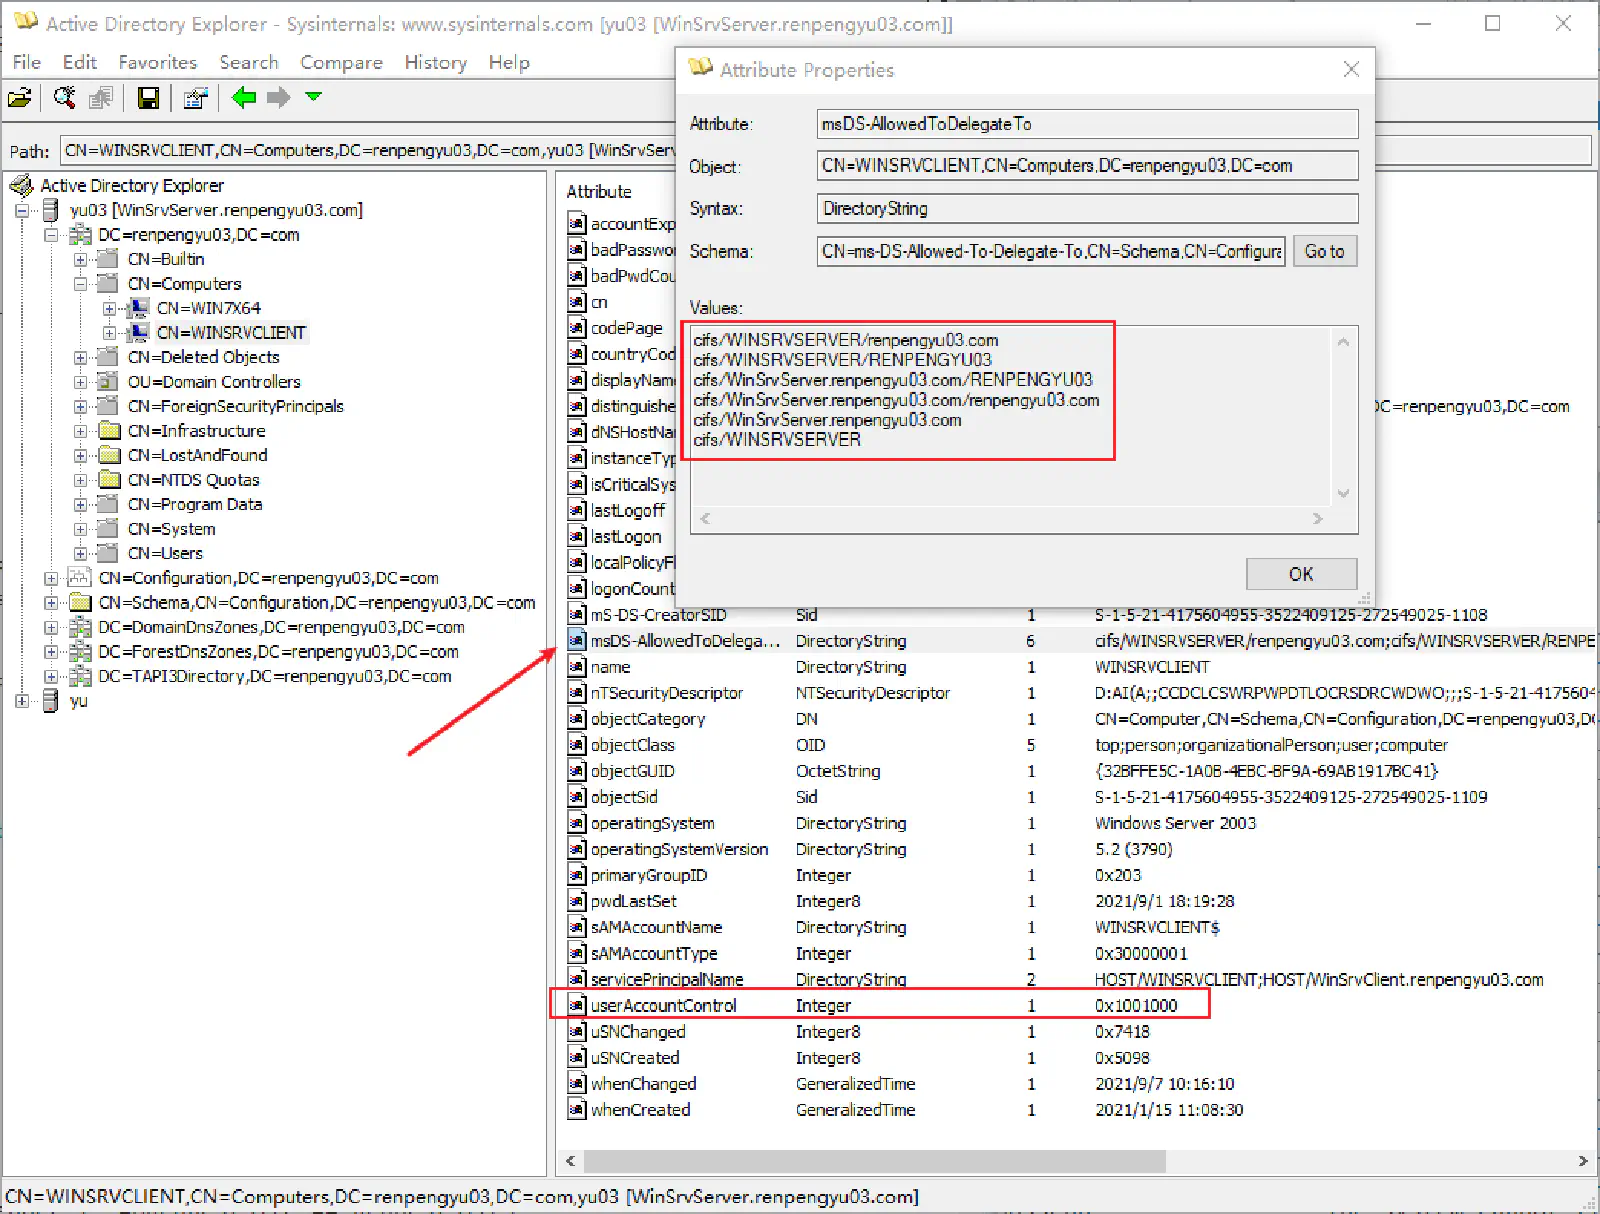 Active Directory Explorer - Sysinternals: www.sysinternals.com [yu03 [WinSrvServer.renpengyu03.com]]
File Edit Favorites Search Compare History Help
Path: CN=WINSRVCLIENT,CN=Computers,DC=renpengyu03,DC=com,yu03 [WinSrvServ
Active Directory Explorer
yu03 [WinSrvServer.renpengyu03.com]
DC=renpengyu03,DC=com
CN=Builtin
CN=Computers
CN=WIN7X64
CN=WINSRVCLIENT
CN=Deleted Objects
OU=Domain Controllers
CN=ForeignSecurityPrincipals
CN=Infrastructure
CN=LostAndFound
CN=NTDS Quotas
CN=Program Data
CN=System
CN=Users
CN=Configuration,DC=renpengyu03,DC=com
CN=Schema,CN=Configuration,DC=renpengyu03,DC=com
DC=DomainDnsZones,DC=renpengyu03,DC=com
DC=ForestDnsZones,DC=renpengyu03,DC=com
DC=TAPI3Directory,DC=renpengyu03,DC=com
yu
Attribute Properties
Attribute: msDS-AllowedToDelegateTo
Object: CN=WINSRVCLIENT,CN=Computers,DC=renpengyu03,DC=com
Syntax: DirectoryString
Schema: CN=ms-DS-Allowed-To-Delegate-To,CN=Schema,CN=Configura Go to
Values:
cifs/WINSRVSERVER/renpengyu03.com
cifs/WINSRVSERVER/RENPENGYU03
cifs/WinSrvServer.renpengyu03.com/RENPENGYU03
cifs/WinSrvServer.renpengyu03.com/renpengyu03.com
cifs/WinSrvServer.renpengyu03.com
cifs/WINSRVSERVER
OK
Attribute
accountExp
badPasswo
badPwdCou
cn
codePage
countryCod
displayName
distinguishe DC=renpengyu03,DC=com
dNSHostNa
instanceTyp
isCriticalSys
lastLogoff
lastLogon
localPolicyFl
logonCount
mS-DS-CreatorSID Sid 1 S-1-5-21-4175604955-3522409125-272549025-1108
msDS-AllowedToDelega... DirectoryString 6 cifs/WINSRVSERVER/renpengyu03.com;cifs/WINSRVSERVER/RENPE
name DirectoryString 1 WINSRVCLIENT
nTSecurityDescriptor NTSecurityDescriptor 1 D:AI(A;;CCDCLCSWRPWPDTLOCRSDRCWDWO;;;S-1-5-21-4175604
objectCategory DN 1 CN=Computer,CN=Schema,CN=Configuration,DC=renpengyu03,DC
objectClass OID 5 top;person;organizationalPerson;user;computer
objectGUID OctetString 1 {32BFFE5C-1A0B-4EBC-BF9A-69AB1917BC41}
objectSid Sid 1 S-1-5-21-4175604955-3522409125-272549025-1109
operatingSystem DirectoryString 1 Windows Server 2003
operatingSystemVersion DirectoryString 1 5.2 (3790)
primaryGroupID Integer 1 0x203
pwdLastSet Integer8 1 2021/9/1 18:19:28
sAMAccountName DirectoryString 1 WINSRVCLIENT$
sAMAccountType Integer 1 0x30000001
servicePrincipalName DirectoryString 2 HOST/WINSRVCLIENT;HOST/WinSrvClient.renpengyu03.com
userAccountControl Integer 1 0x1001000
uSNChanged Integer8 1 0x7418
uSNCreated Integer8 1 0x5098
whenChanged GeneralizedTime 1 2021/9/7 10:16:10
whenCreated GeneralizedTime 1 2021/1/15 11:08:30
CN=WINSRVCLIENT,CN=Computers,DC=renpengyu03,DC=com,yu03 [WinSrvServer.renpengyu03.com]